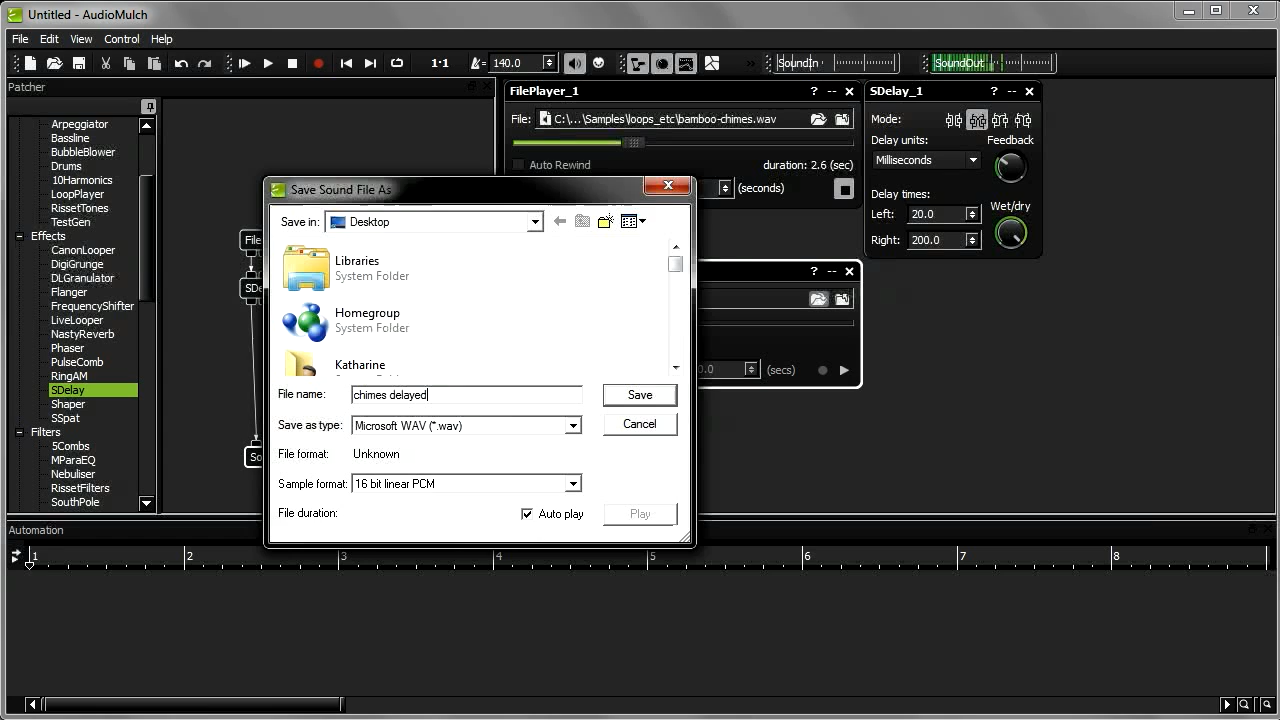 Untitled - AudioMulch
File Edit View Control Help
1·1 140.0 SoundIn SoundOut
Patcher
Arpeggiator
Bassline
BubbleBlower
Drums
10Harmonics
LoopPlayer
RissetTones
TestGen
Effects
CanonLooper
DigiGrunge
DLGranulator
Flanger
FrequencyShifter
LiveLooper
NastyReverb
Phaser
PulseComb
RingAM
SDelay
Shaper
SSpat
Filters
5Combs
MParaEQ
Nebuliser
RissetFilters
SouthPole
File
SDe
So
FilePlayer_1 ? --
File: C:\...\Samples\loops_etc\bamboo-chimes.wav
Auto Rewind duration: 2.6 (sec)
(seconds)
SDelay_1 ? --
Mode:
Delay units: Feedback
Milliseconds
Delay times: Wet/dry
Left: 20.0
Right: 200.0
? --
0.0 (secs)
Save Sound File As
Save in: Desktop
Libraries
System Folder
Homegroup
System Folder
Katharine
File name: chimes delayed Save
Save as type: Microsoft WAV (*.wav) Cancel
File format: Unknown
Sample format: 16 bit linear PCM
File duration: Auto play Play
Automation
1 2 3 4 5 6 7 8